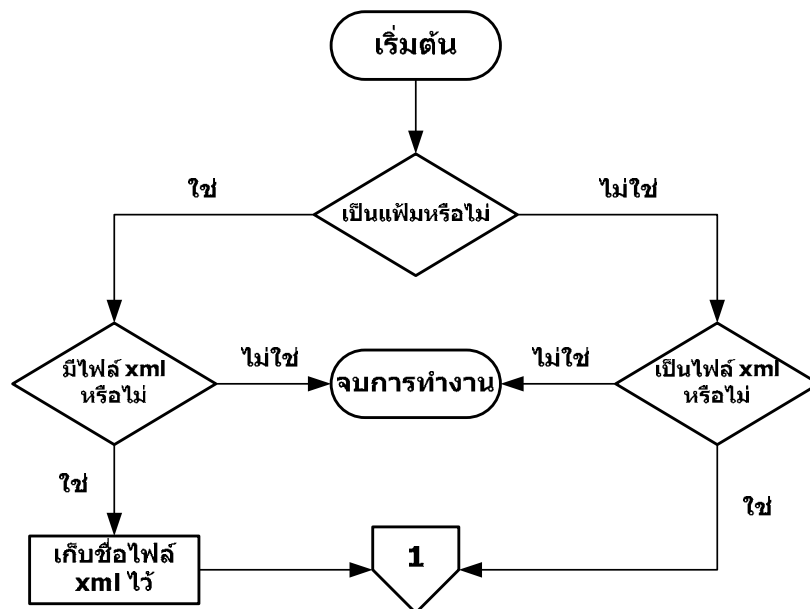 เริ่มต้น
ใช่
เป็นแฟ้มหรือไม่
ไม่ใช่
มีไฟล์ xml
หรือไม่
ไม่ใช่
จบการทำงาน
ไม่ใช่
เป็นไฟล์ xml
หรือไม่
ใช่
ใช่
เก็บชื่อไฟล์
xml ไว้
1